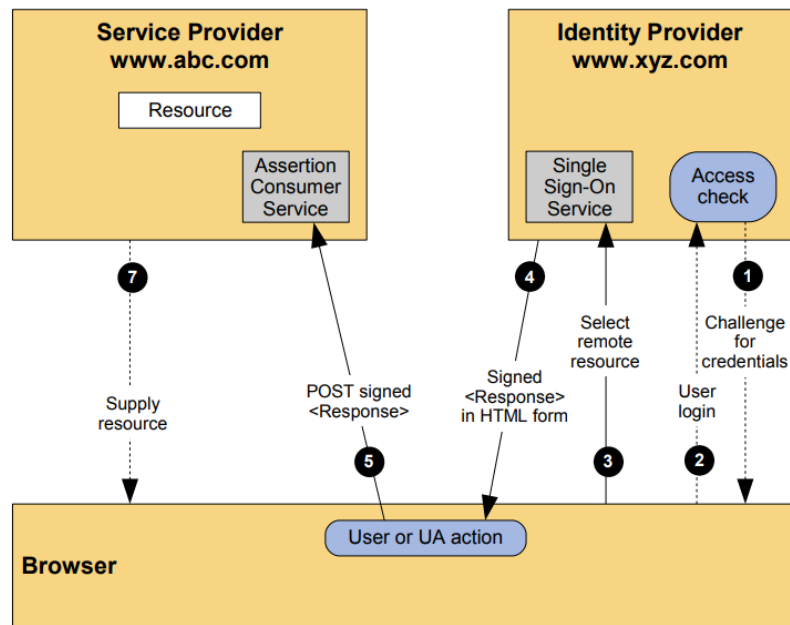 Service Provider
www.abc.com
Resource
Assertion
Consumer
Service
Identity Provider
www.xyz.com
Single
Sign-On
Service
Access
check
7
4
1
Supply
resource
POST signed
<Response>
Signed
<Response>
in HTML form
Select
remote
resource
Challenge
for
credentials
User
login
5
3
2
User or UA action
Browser